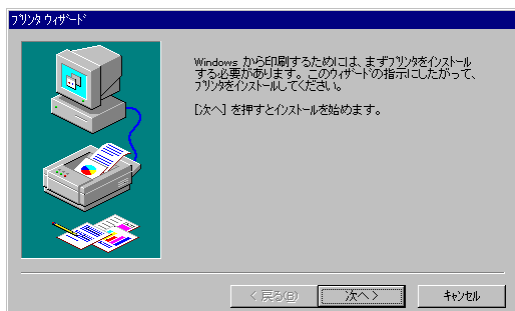 プリンタ ウィザード
Windows から印刷するためには、まずプリンタをインストール
する必要があります。このウィザードの指示にしたがって、
プリンタをインストールしてください。
[次へ] を押すとインストールを始めます。
< 戻る(B)
次へ >
キャンセル